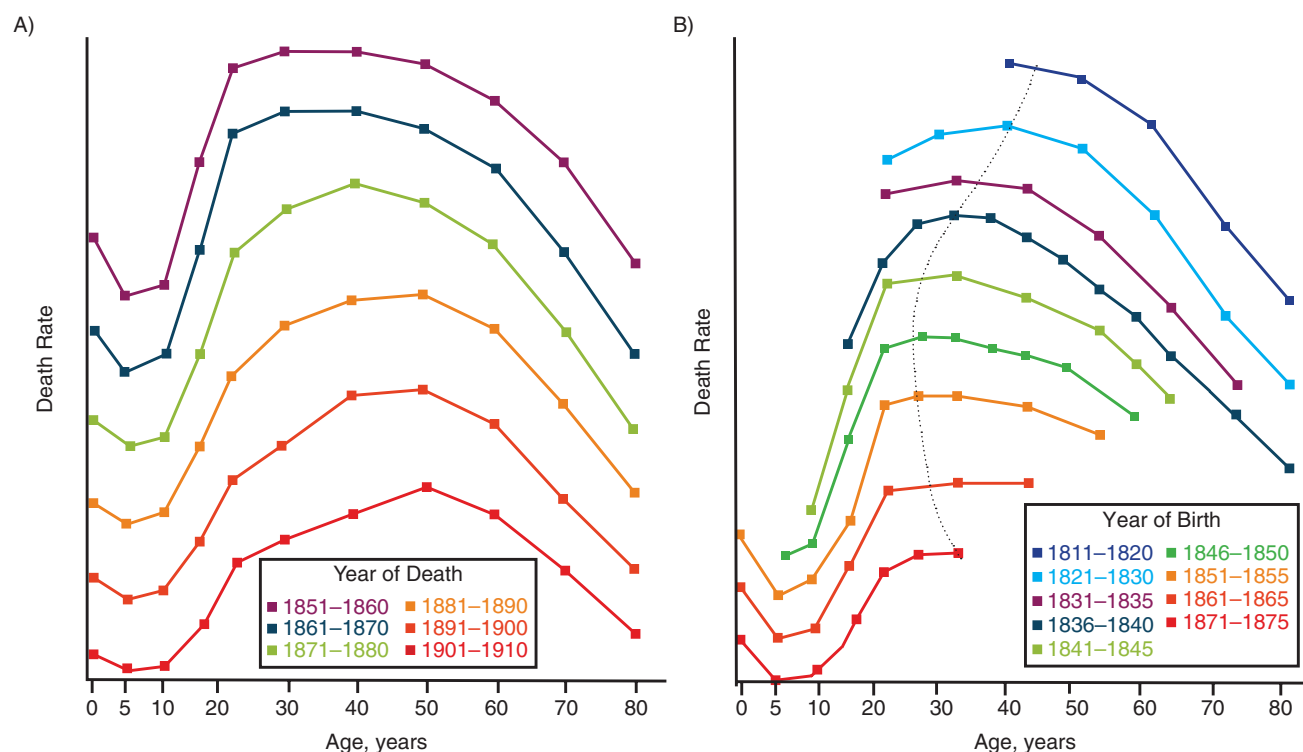 A)
Death Rate
Year of Death
1851–1860
1881–1890
1861–1870
1891–1900
1871–1880
1901–1910
0 5 10 20 30 40 50 60 70 80
Age, years
B)
Death Rate
Year of Birth
1811–1820
1846–1850
1821–1830
1851–1855
1831–1835
1861–1865
1836–1840
1871–1875
1841–1845
0 5 10 20 30 40 50 60 70 80
Age, years